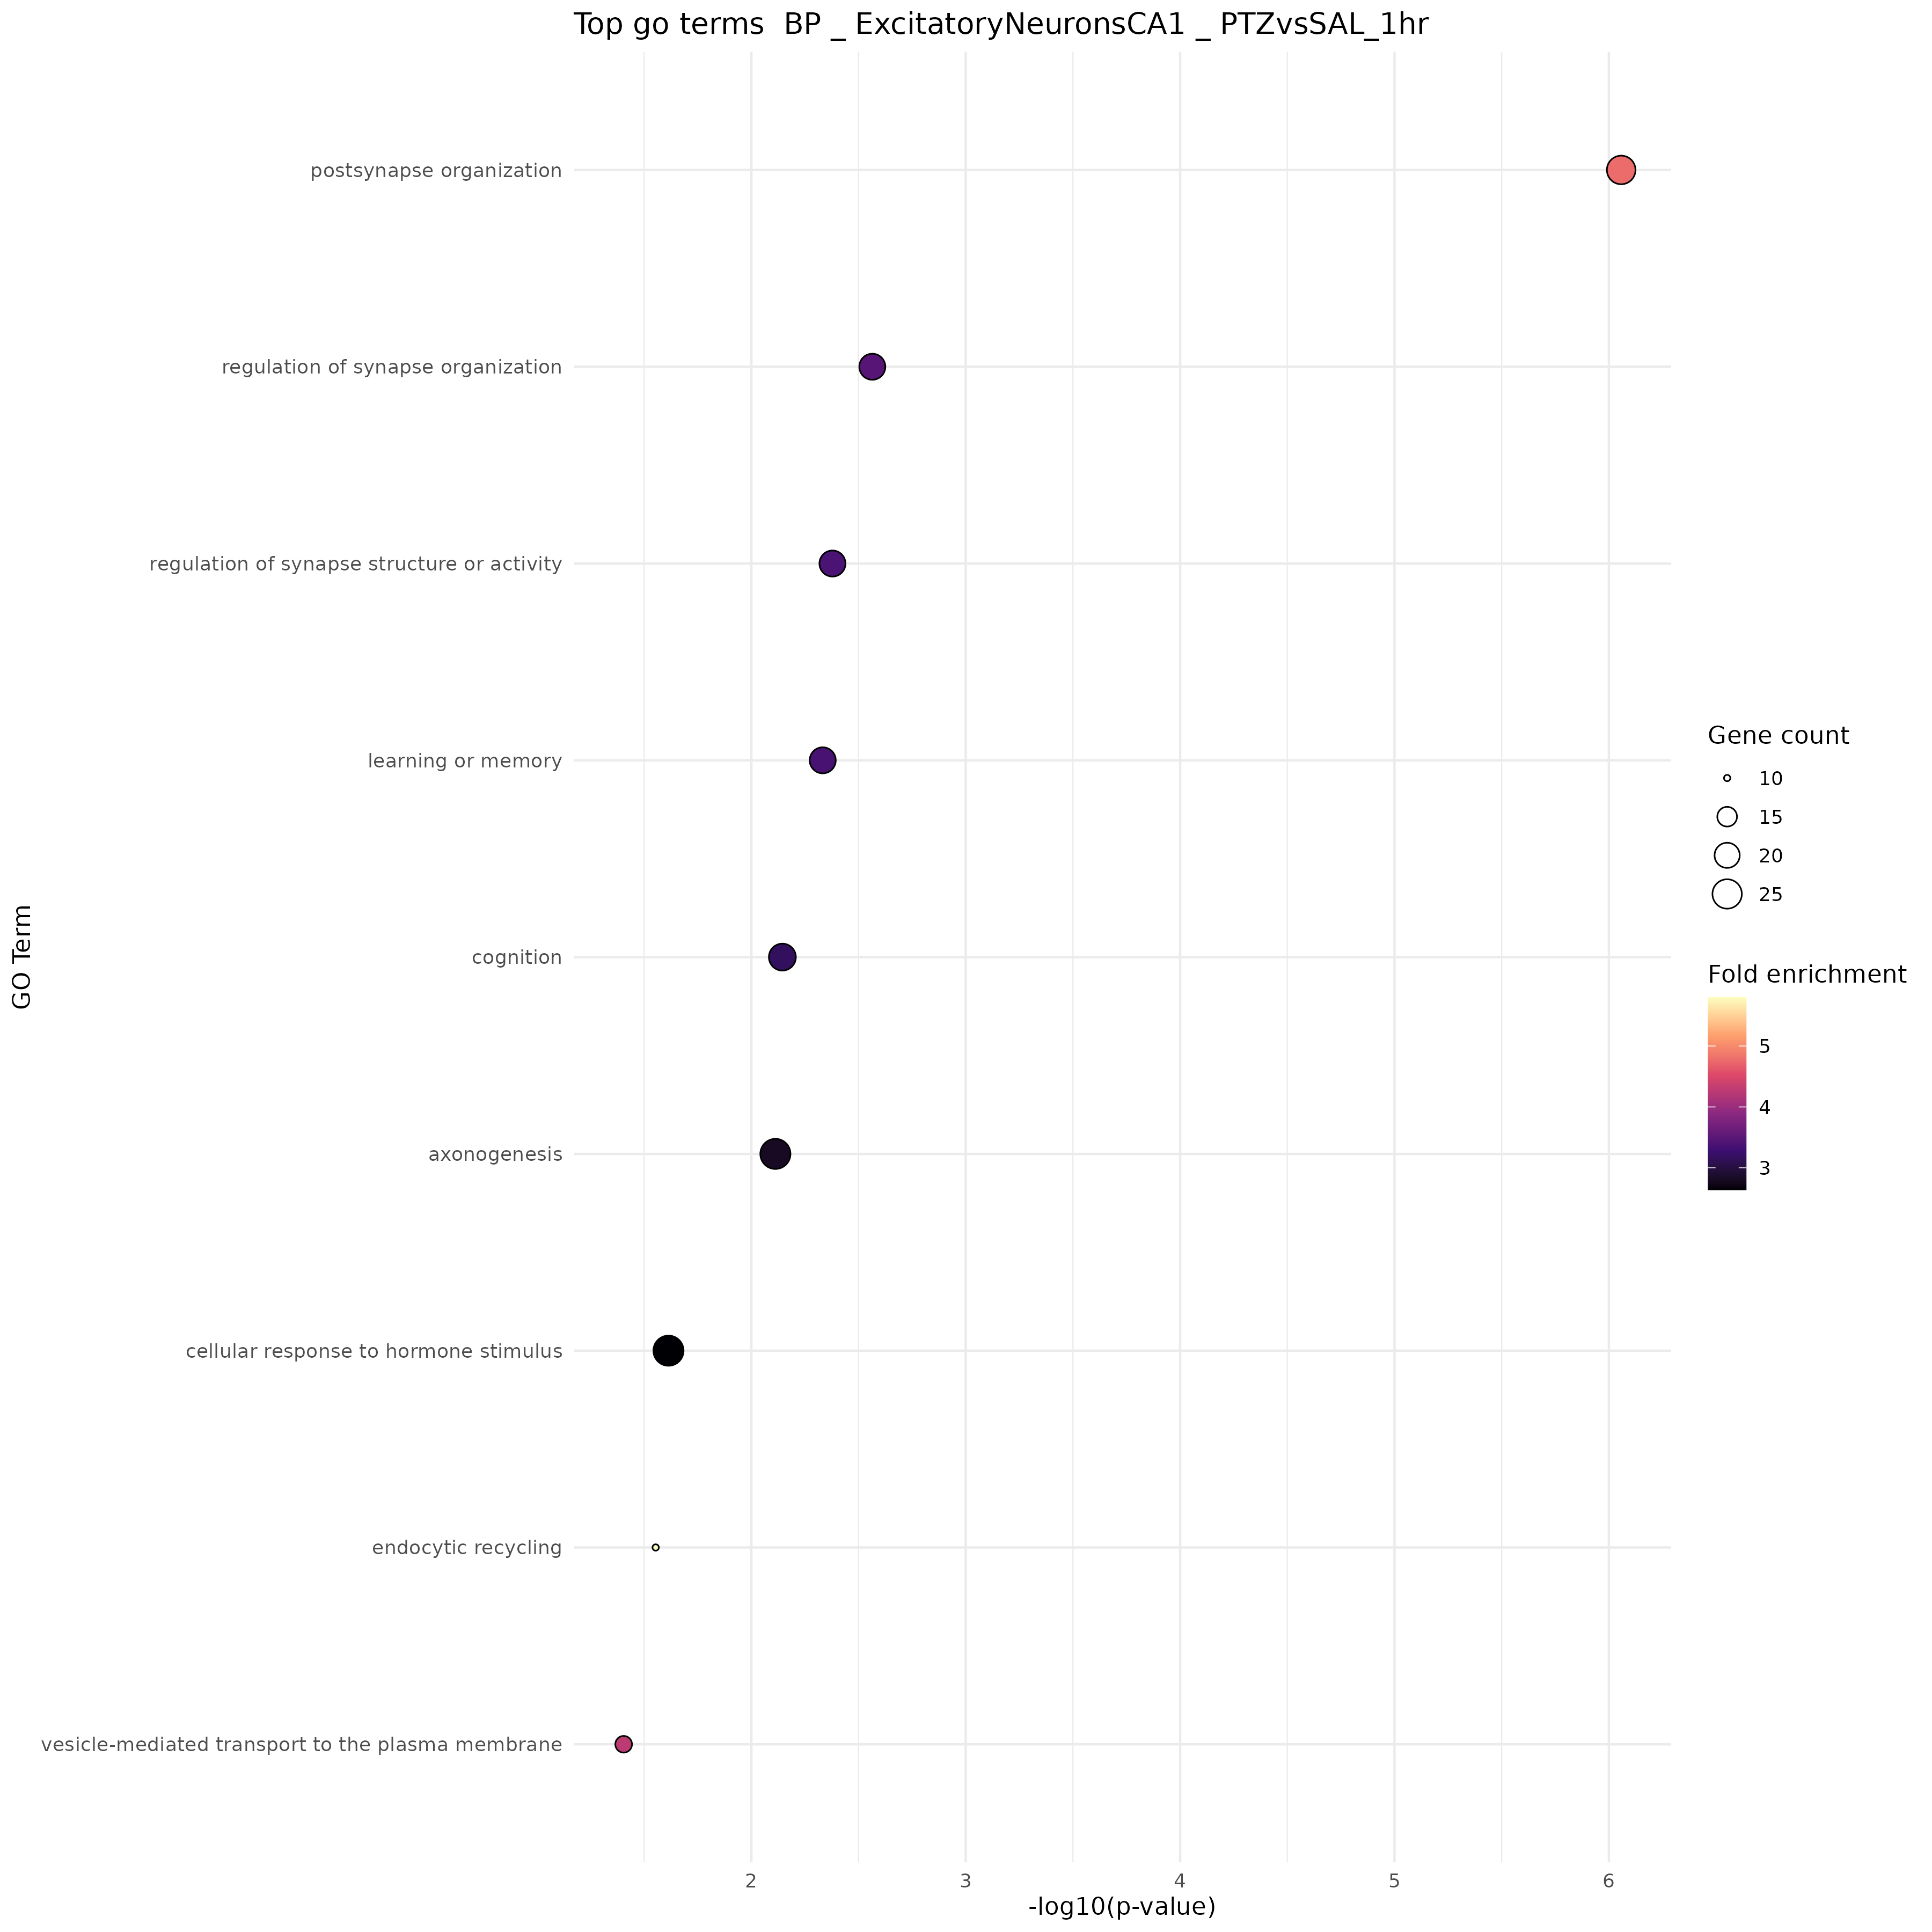 Top go terms  BP _ ExcitatoryNeuronsCA1 _ PTZvsSAL_1hr
postsynapse organization
regulation of synapse organization
regulation of synapse structure or activity
learning or memory
cognition
axonogenesis
cellular response to hormone stimulus
endocytic recycling
vesicle-mediated transport to the plasma membrane
GO Term
2 3 4 5 6
-log10(p-value)
Gene count
10
15
20
25
Fold enrichment
5
4
3